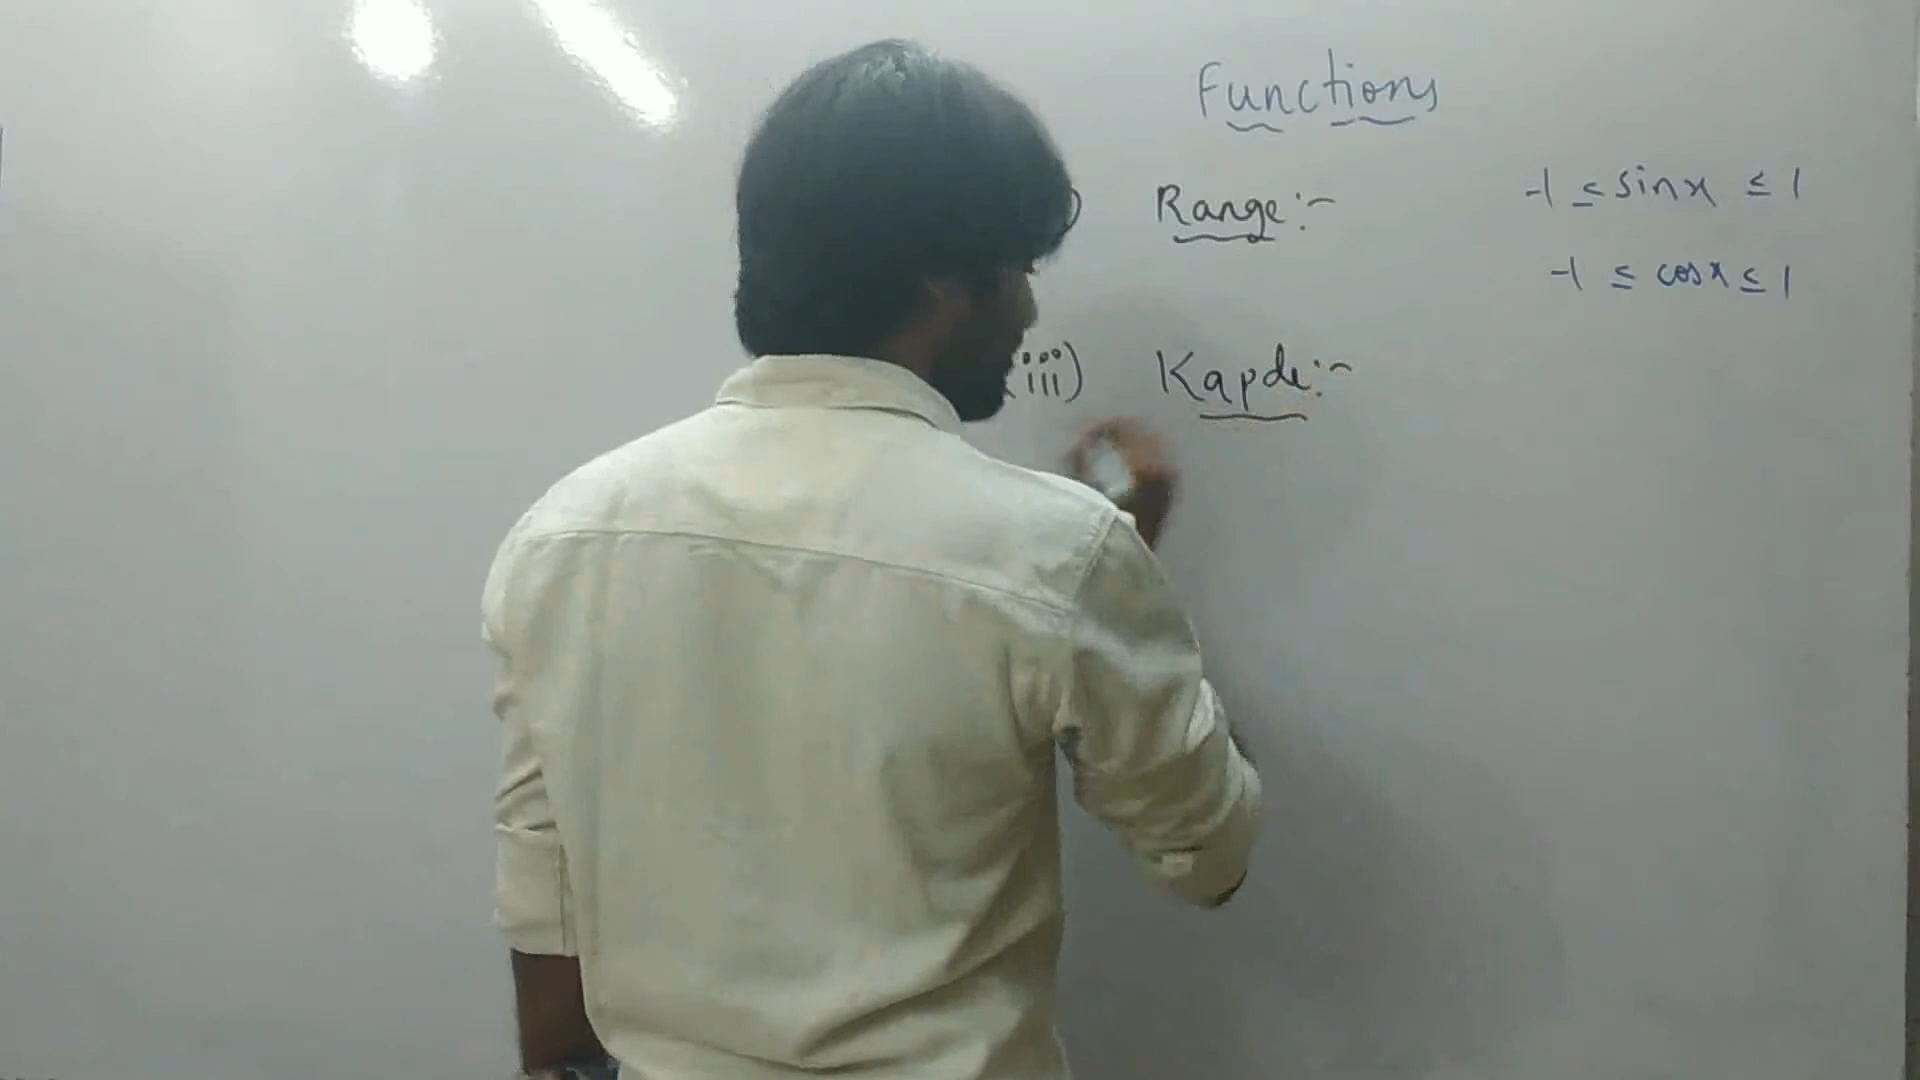 Functions
) Range:-
-1 ≤ sinx ≤ 1
-1 ≤ cosx ≤ 1
(iii) Kapde:-